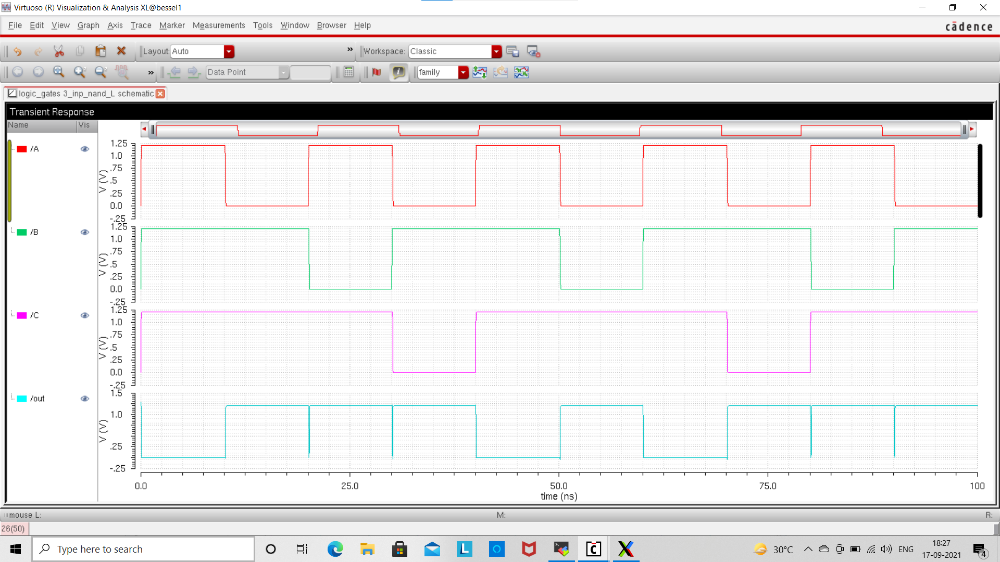 Virtuoso (R) Visualization & Analysis XL@bessel1
File Edit View Graph Axis Trace Marker Measurements Tools Window Browser Help
cādence
Layout: Auto
» Workspace: Classic
» Data Point
family
logic_gates 3_inp_nand_L schematic
Transient Response
Name Vis
/A
1.25
1.0
.75
.5
.25
0.0
-.25
V (V)
/B
1.25
1.0
.75
.5
.25
0.0
-.25
V (V)
/C
1.25
1.0
.75
.5
.25
0.0
-.25
V (V)
/out
1.5
1.0
.25
-.25
V (V)
0.0 25.0 50.0 75.0 100
time (ns)
mouse L: M: R:
26(50)
Type here to search
L
30°C
ENG
18:27
17-09-2021
4